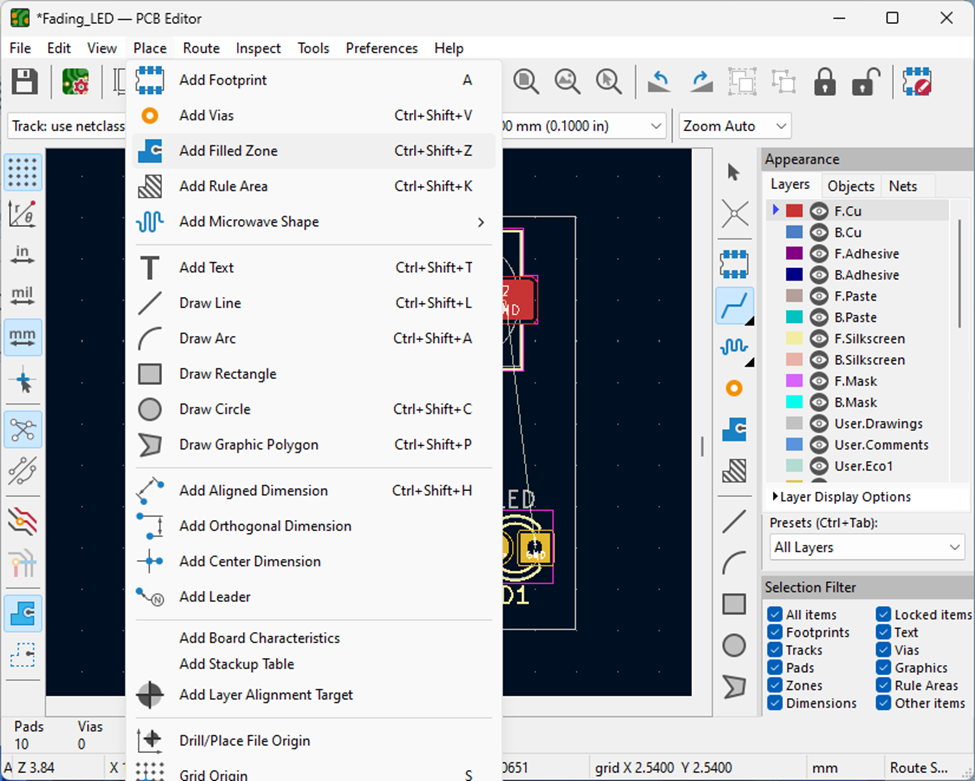 *Fading_LED — PCB Editor
File Edit View Place Route Inspect Tools Preferences Help
Track: use netclass
00 mm (0.1000 in)
Zoom Auto
Add Footprint A
Add Vias Ctrl+Shift+V
Add Filled Zone Ctrl+Shift+Z
Add Rule Area Ctrl+Shift+K
Add Microwave Shape
Add Text Ctrl+Shift+T
Draw Line Ctrl+Shift+L
Draw Arc Ctrl+Shift+A
Draw Rectangle
Draw Circle Ctrl+Shift+C
Draw Graphic Polygon Ctrl+Shift+P
Add Aligned Dimension Ctrl+Shift+H
Add Orthogonal Dimension
Add Center Dimension
Add Leader
Add Board Characteristics
Add Stackup Table
Add Layer Alignment Target
Drill/Place File Origin
Grid Origin S
in
mil
mm
2
ND
LED
GND
D1
Appearance
Layers Objects Nets
F.Cu
B.Cu
F.Adhesive
B.Adhesive
F.Paste
B.Paste
F.Silkscreen
B.Silkscreen
F.Mask
B.Mask
User.Drawings
User.Comments
User.Eco1
Layer Display Options
Presets (Ctrl+Tab):
All Layers
Selection Filter
All items Locked items
Footprints Text
Tracks Vias
Pads Graphics
Zones Rule Areas
Dimensions Other items
Pads Vias
10 0
A Z 3.84 X 1 0651 grid X 2.5400 Y 2.5400 mm Route S...